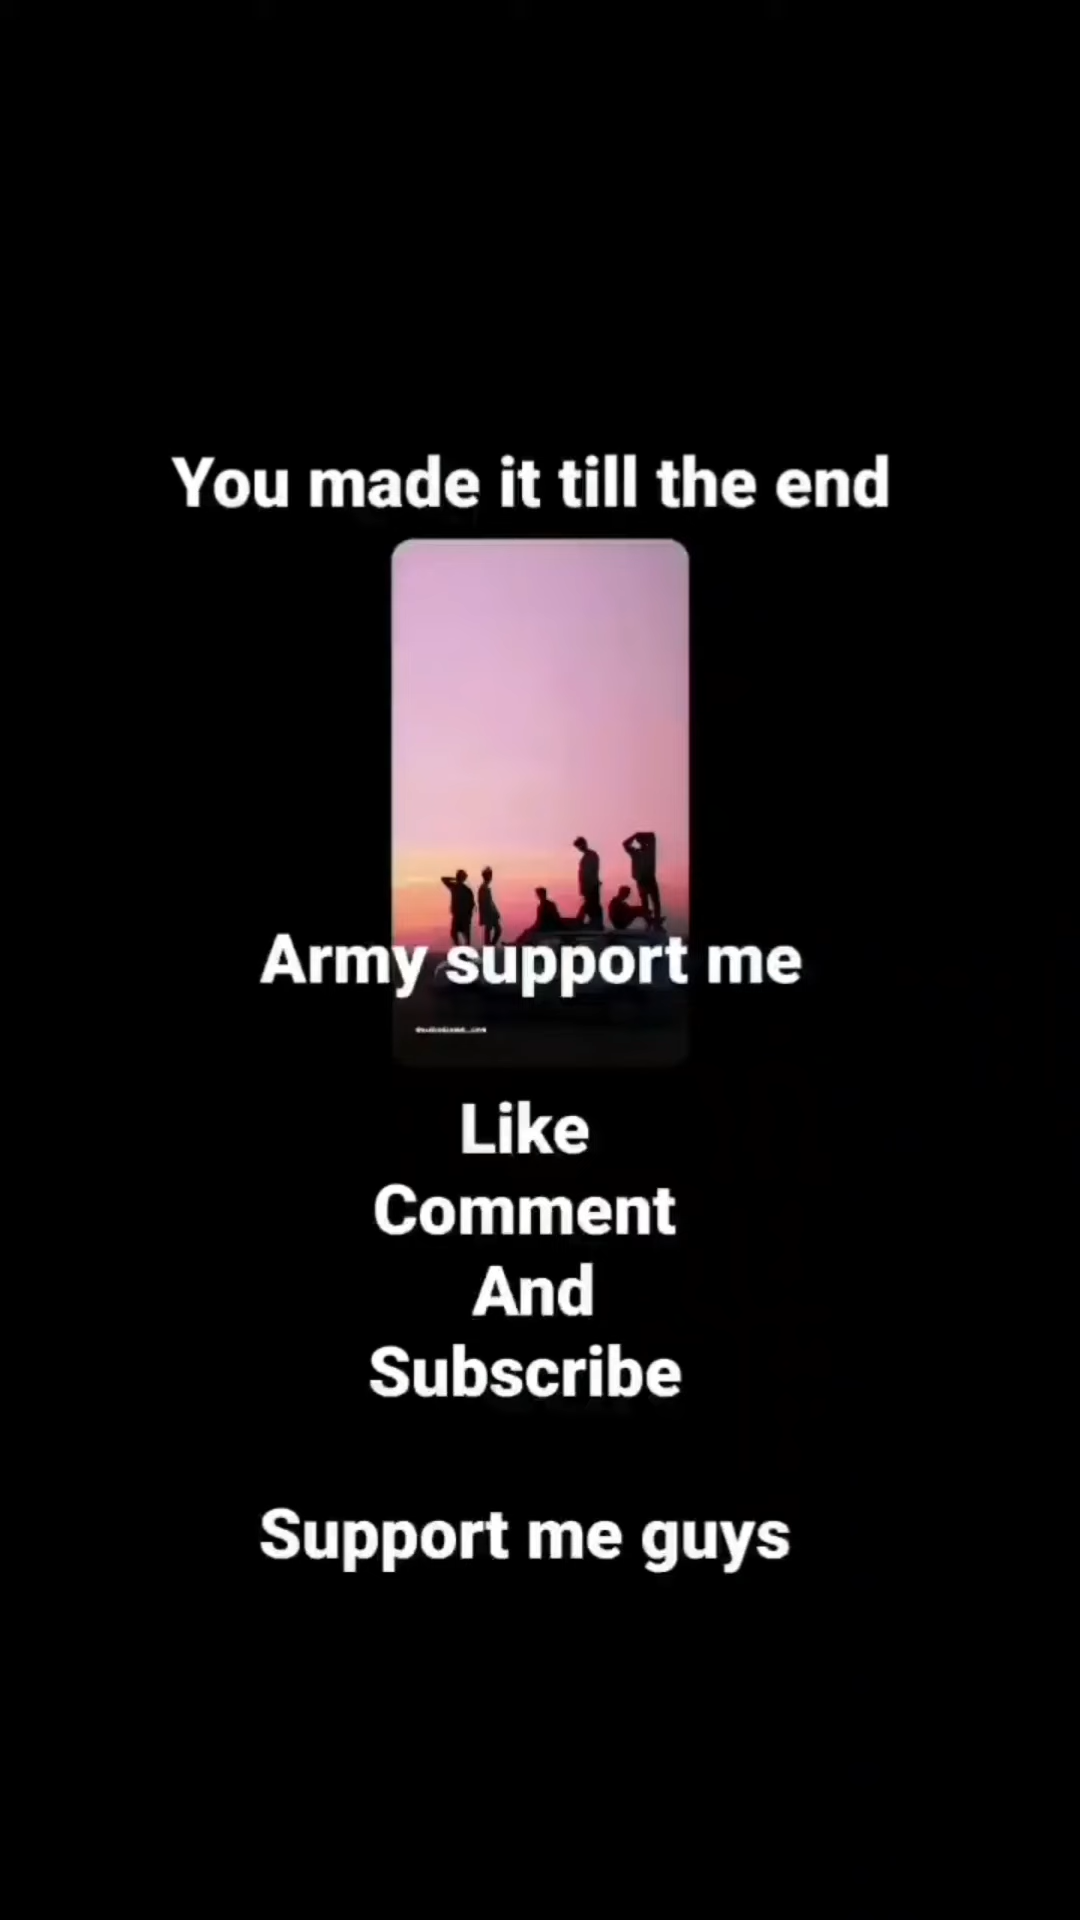 You made it till the end
Army support me
Like
Comment
And
Subscribe
Support me guys